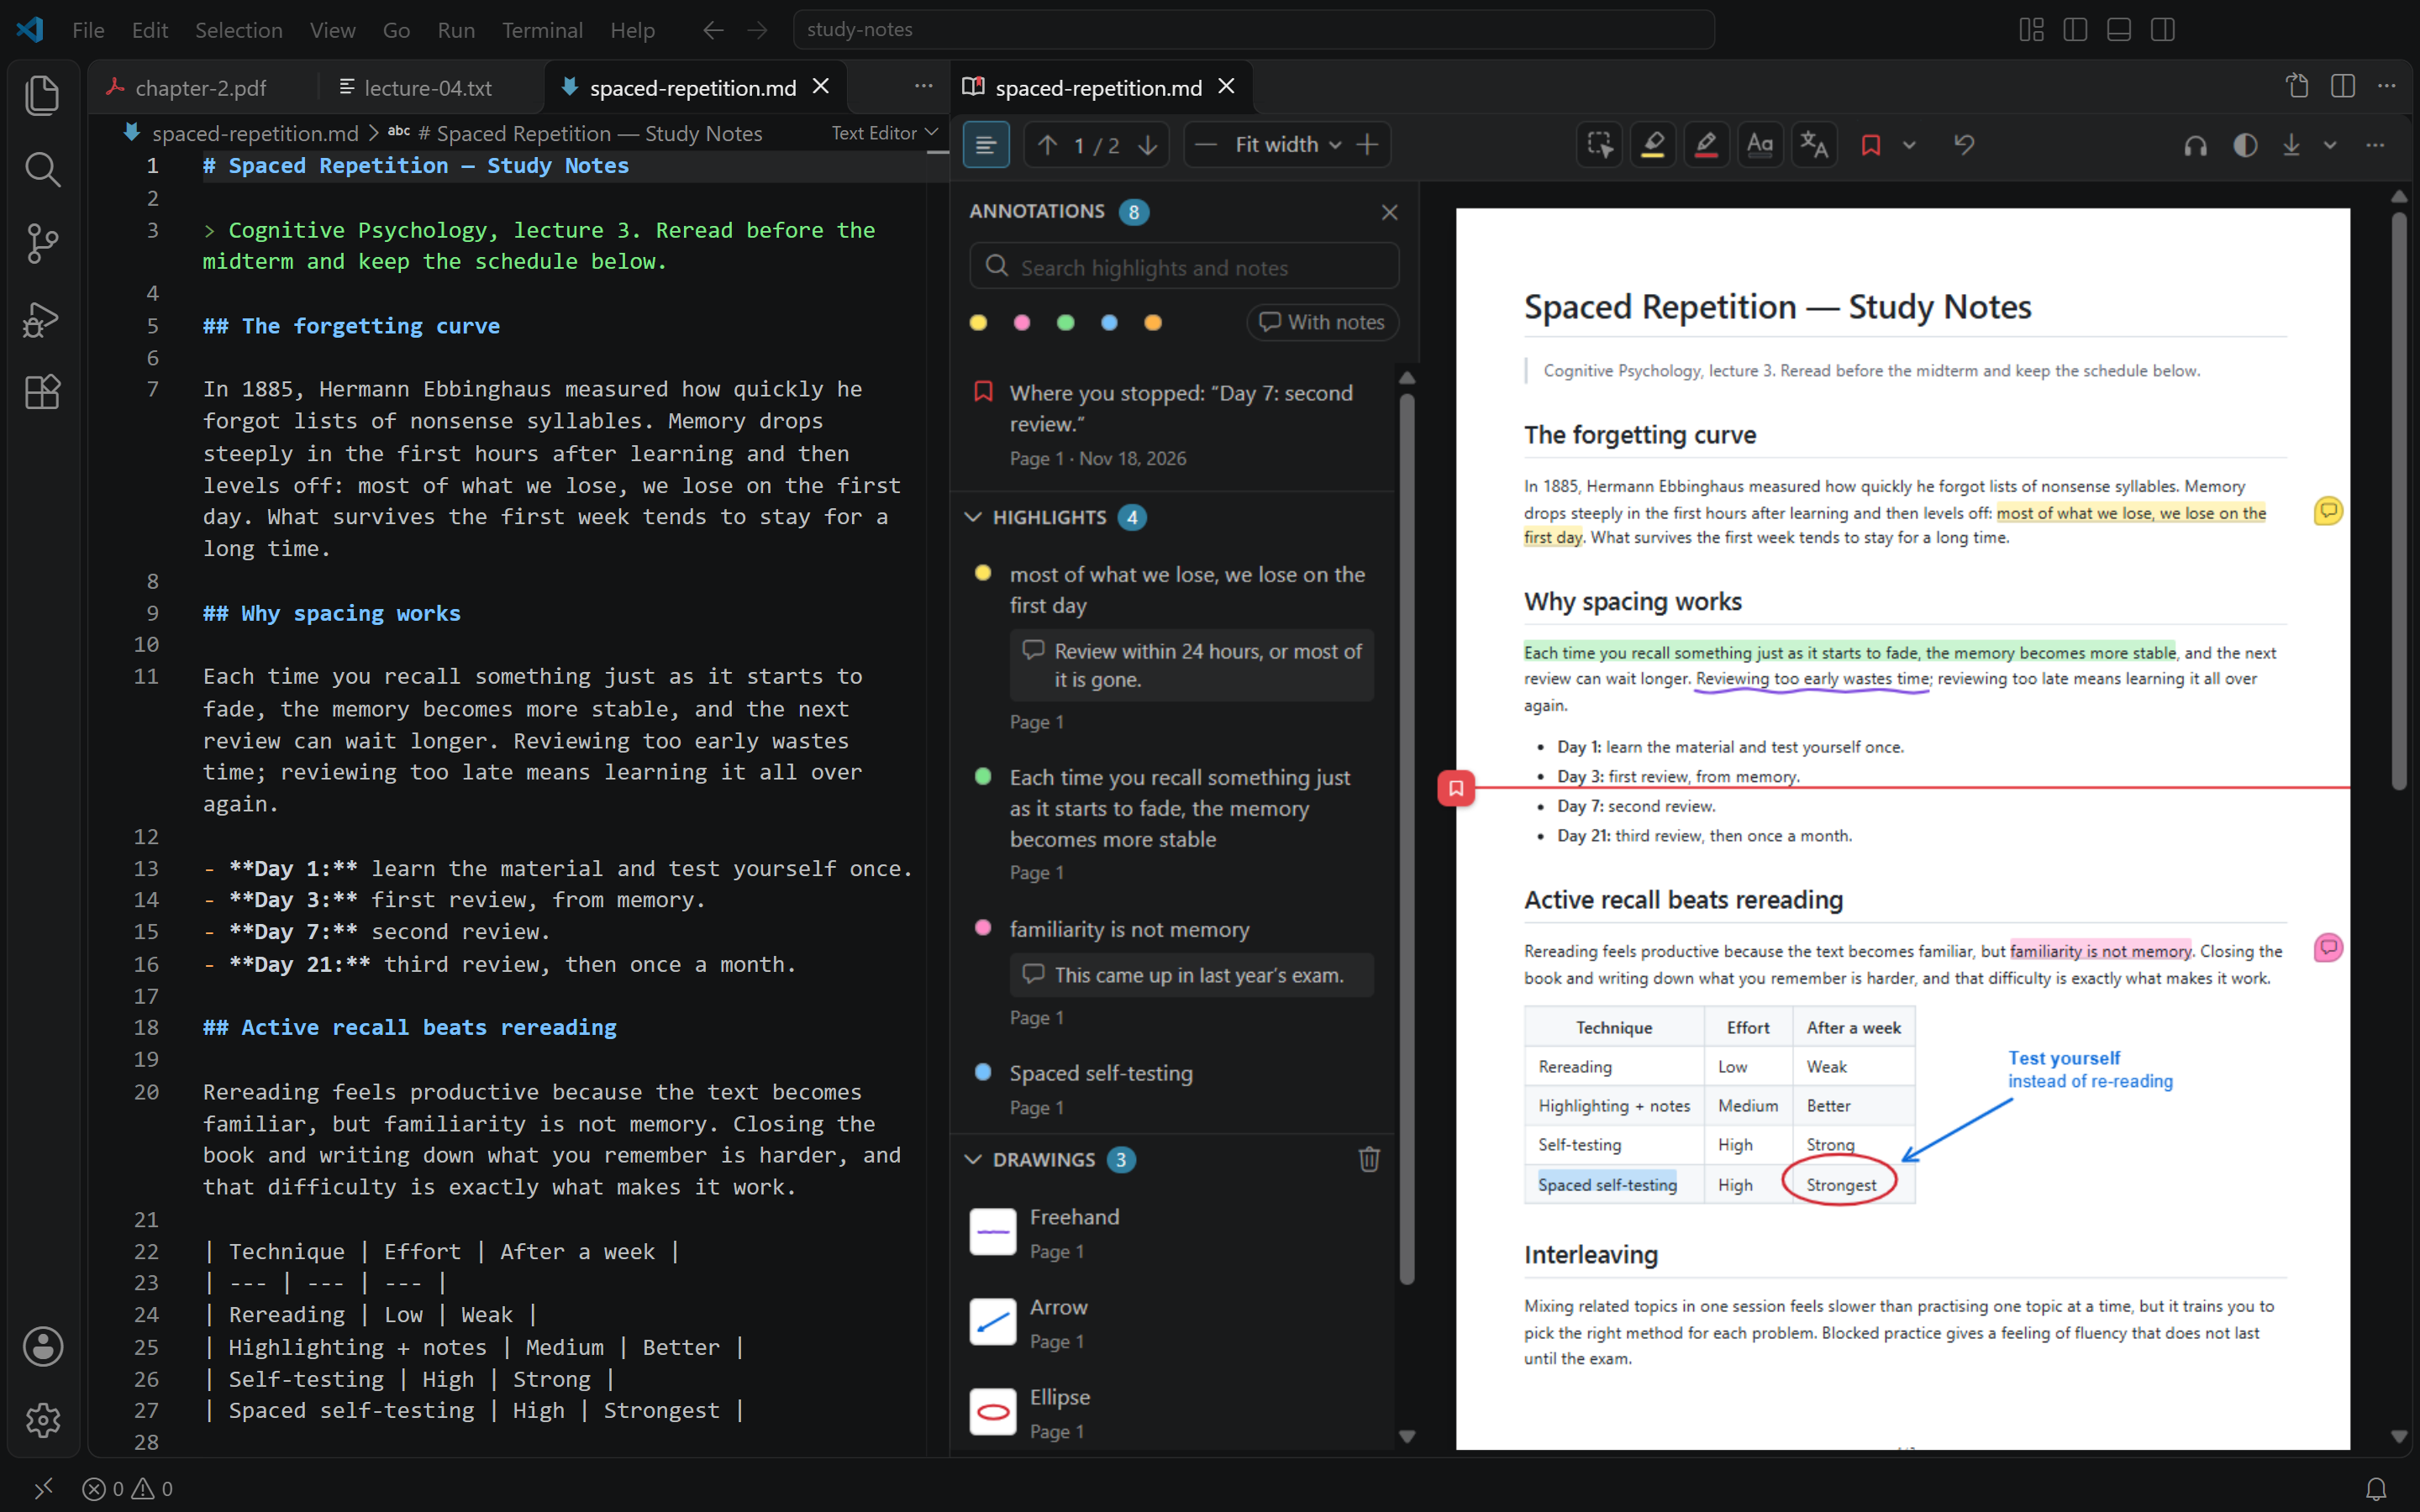 File Edit Selection View Go Run Terminal Help
study-notes
chapter-2.pdf
lecture-04.txt
spaced-repetition.md
spaced-repetition.md > abc # Spaced Repetition — Study Notes
Text Editor
1 # Spaced Repetition — Study Notes
2
3 > Cognitive Psychology, lecture 3. Reread before the
midterm and keep the schedule below.
4
5 ## The forgetting curve
6
7 In 1885, Hermann Ebbinghaus measured how quickly he
forgot lists of nonsense syllables. Memory drops
steeply in the first hours after learning and then
levels off: most of what we lose, we lose on the first
day. What survives the first week tends to stay for a
long time.
8
9 ## Why spacing works
10
11 Each time you recall something just as it starts to
fade, the memory becomes more stable, and the next
review can wait longer. Reviewing too early wastes
time; reviewing too late means learning it all over
again.
12
13 - **Day 1:** learn the material and test yourself once.
14 - **Day 3:** first review, from memory.
15 - **Day 7:** second review.
16 - **Day 21:** third review, then once a month.
17
18 ## Active recall beats rereading
19
20 Rereading feels productive because the text becomes
familiar, but familiarity is not memory. Closing the
book and writing down what you remember is harder, and
that difficulty is exactly what makes it work.
21
22 | Technique | Effort | After a week |
23 | --- | --- | --- |
24 | Rereading | Low | Weak |
25 | Highlighting + notes | Medium | Better |
26 | Self-testing | High | Strong |
27 | Spaced self-testing | High | Strongest |
28
spaced-repetition.md
1 / 2
Fit width
Aa
ANNOTATIONS 8
Search highlights and notes
With notes
Where you stopped: “Day 7: second
review.”
Page 1 · Nov 18, 2026
HIGHLIGHTS 4
most of what we lose, we lose on the
first day
Review within 24 hours, or most of
it is gone.
Page 1
Each time you recall something just
as it starts to fade, the memory
becomes more stable
Page 1
familiarity is not memory
This came up in last year’s exam.
Page 1
Spaced self-testing
Page 1
DRAWINGS 3
Freehand
Page 1
Arrow
Page 1
Ellipse
Page 1
Spaced Repetition — Study Notes
Cognitive Psychology, lecture 3. Reread before the midterm and keep the schedule below.
The forgetting curve
In 1885, Hermann Ebbinghaus measured how quickly he forgot lists of nonsense syllables. Memory
drops steeply in the first hours after learning and then levels off: most of what we lose, we lose on the
first day. What survives the first week tends to stay for a long time.
Why spacing works
Each time you recall something just as it starts to fade, the memory becomes more stable, and the next
review can wait longer. Reviewing too early wastes time; reviewing too late means learning it all over
again.
• Day 1: learn the material and test yourself once.
• Day 3: first review, from memory.
• Day 7: second review.
• Day 21: third review, then once a month.
Active recall beats rereading
Rereading feels productive because the text becomes familiar, but familiarity is not memory. Closing the
book and writing down what you remember is harder, and that difficulty is exactly what makes it work.
Technique Effort After a week
Rereading Low Weak
Highlighting + notes Medium Better
Self-testing High Strong
Spaced self-testing High Strongest
Test yourself
instead of re-reading
Interleaving
Mixing related topics in one session feels slower than practising one topic at a time, but it trains you to
pick the right method for each problem. Blocked practice gives a feeling of fluency that does not last
until the exam.
0 0